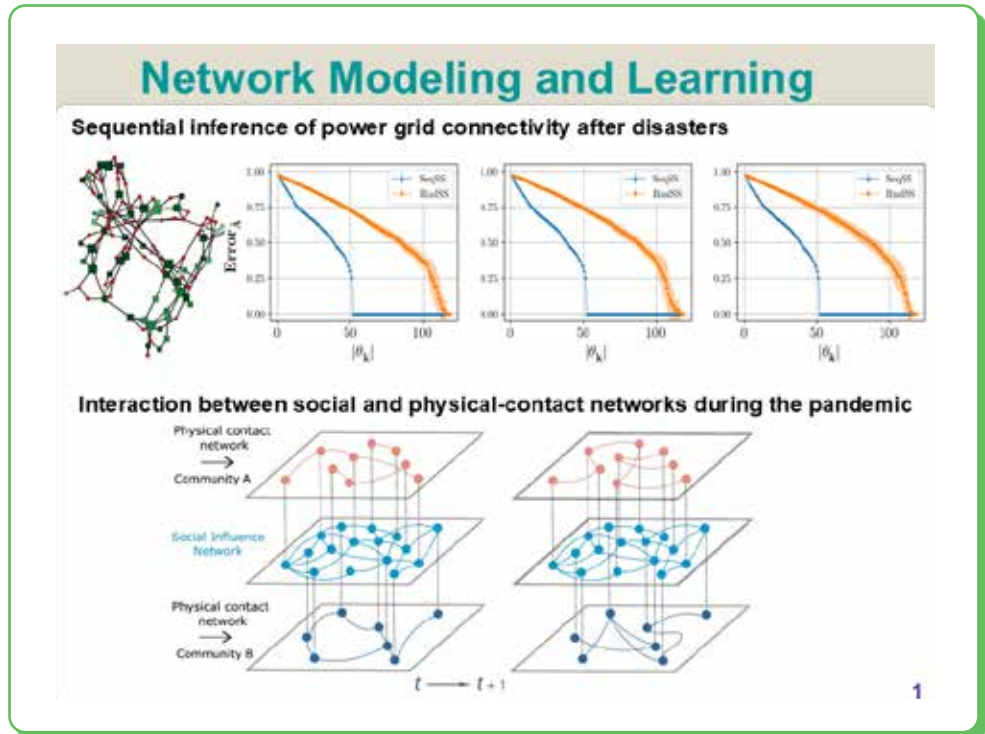 Network Modeling and Learning
Sequential inference of power grid connectivity after disasters
Error
1.00
0.75
0.50
0.25
0.00
0
50
100
|θk|
SeqSS
RndSS
1.00
0.75
0.50
0.25
0.00
0
50
100
|θk|
SeqSS
RndSS
1.00
0.75
0.50
0.25
0.00
0
50
100
|θk|
SeqSS
RndSS
Interaction between social and physical-contact networks during the pandemic
Physical contact
network
→
Community A
Social Influence
Network
Physical contact
network
→
Community B
t → t+1
1